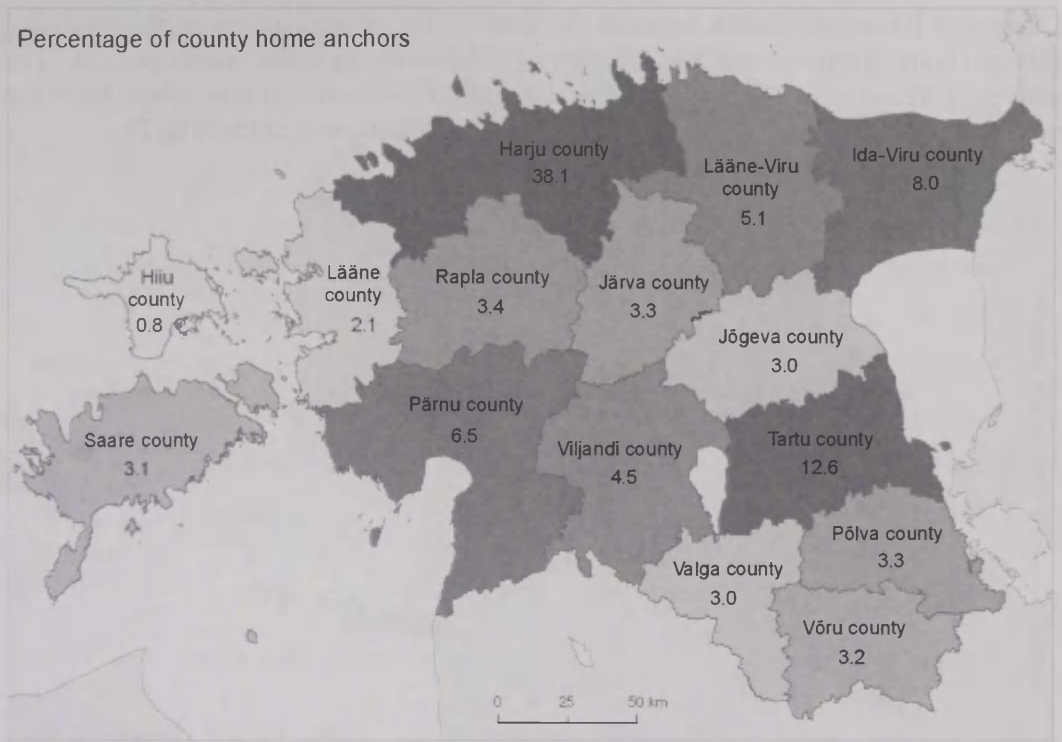 Percentage of county home anchors
Harju county
38.1
Lääne-Viru
county
5.1
Ida-Viru county
8.0
Hiiu
county
0.8
Lääne
county
2.1
Rapla county
3.4
Järva county
3.3
Jõgeva county
3.0
Saare county
3.1
Pärnu county
6.5
Viljandi county
4.5
Tartu county
12.6
Põlva county
3.3
Valga county
3.0
Võru county
3.2
0 25 50 km